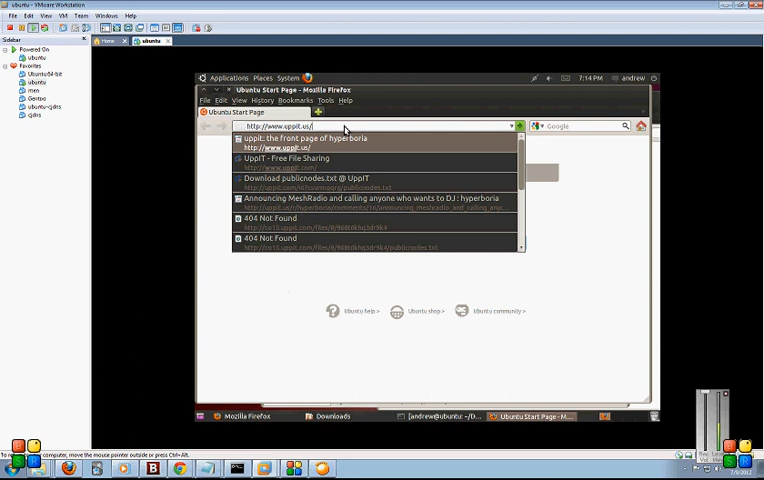 ubuntu - VMware Workstation
File Edit View VM Team Windows Help
Sidebar
Powered On
ubuntu
Favorites
Ubuntu64-bit
ubuntu
men
Gentoo
ubuntu-cjdns
cjdns
Home
ubuntu
Applications Places System
7:14 PM
andrew
Ubuntu Start Page - Mozilla Firefox
File Edit View History Bookmarks Tools Help
Ubuntu Start Page
http://www.uppit.us/
Google
uppit: the front page of hyperboria
http://www.uppit.us/
UppIT - Free File Sharing
http://www.uppit.com/
Download publicnodes.txt @ UppIT
Announcing MeshRadio and calling anyone who wants to DJ : hyperboria
404 Not Found
404 Not Found
Ubuntu help >
Ubuntu shop >
Ubuntu community >
Mozilla Firefox
Downloads
[andrew@ubuntu: ~/D...
Ubuntu Start Page - M...
computer, move the mouse pointer outside or press Ctrl+Alt.
B
S R
B
S R
7/8/2012